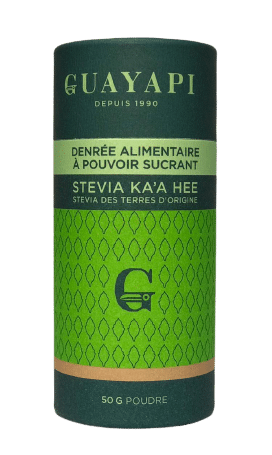 GUAYAPI
DEPUIS 1990
DENRÉE ALIMENTAIRE
À POUVOIR SUCRANT
STEVIA KA'A HEE
STEVIA DES TERRES D'ORIGINE
G
50 G POUDRE